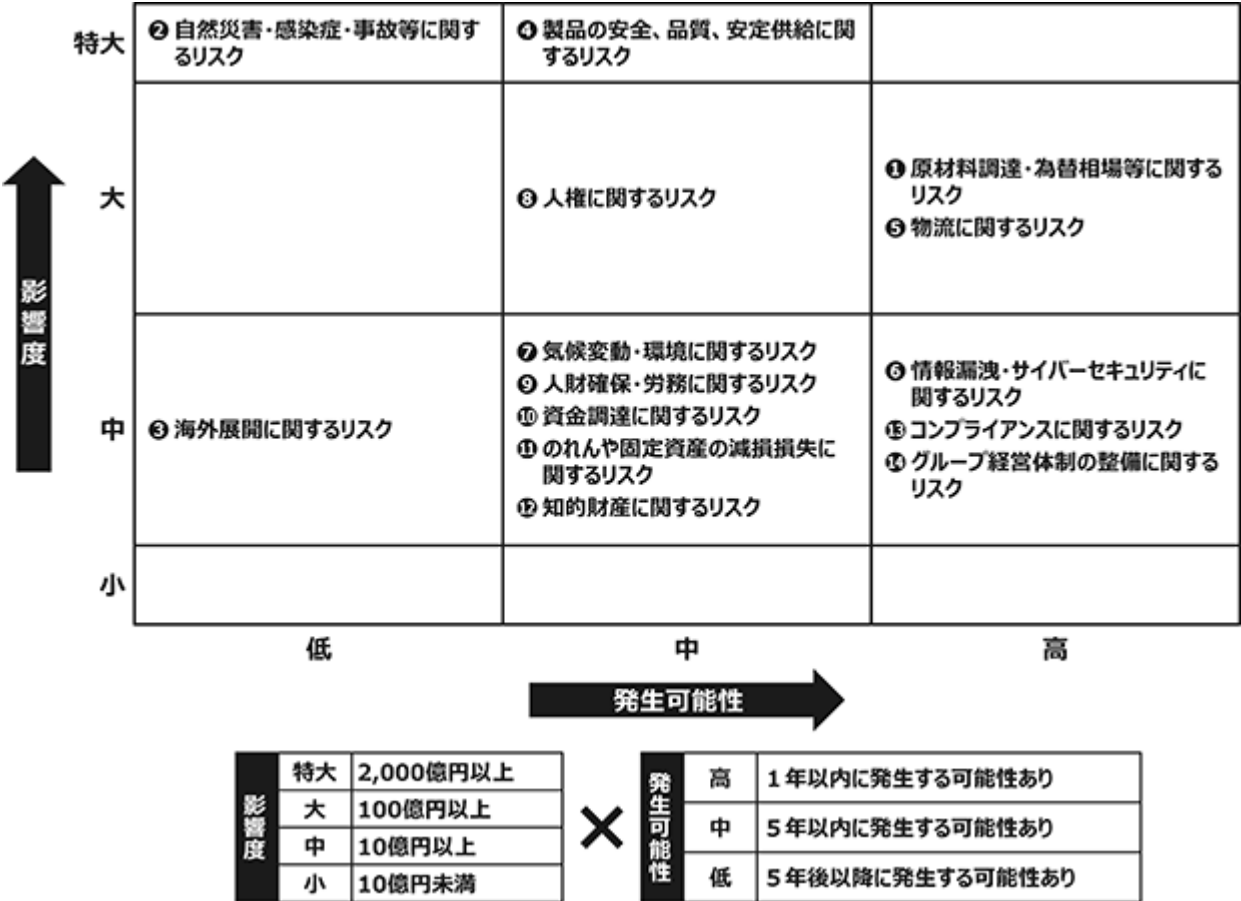 特大
❷ 自然災害・感染症・事故等に関す
るリスク
❹ 製品の安全、品質、安定供給に関
するリスク
影響度
大
❽ 人権に関するリスク
❶ 原材料調達・為替相場等に関する
リスク
❺ 物流に関するリスク
中
❸ 海外展開に関するリスク
❼ 気候変動・環境に関するリスク
❾ 人財確保・労務に関するリスク
❿ 資金調達に関するリスク
⓫ のれんや固定資産の減損損失に
関するリスク
⓬ 知的財産に関するリスク
❻ 情報漏洩・サイバーセキュリティに
関するリスク
⓭ コンプライアンスに関するリスク
⓮ グループ経営体制の整備に関する
リスク
小
低
中
高
発生可能性
影響度
特大 2,000億円以上
大 100億円以上
中 10億円以上
小 10億円未満
×
発生可能性
高 1年以内に発生する可能性あり
中 5年以内に発生する可能性あり
低 5年後以降に発生する可能性あり